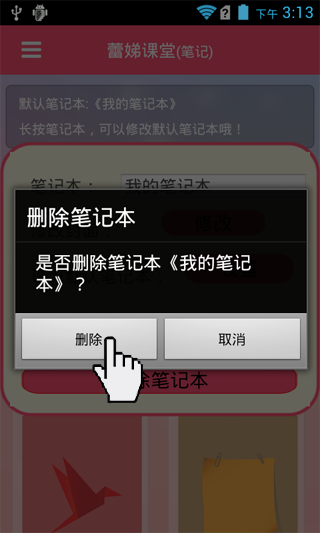 下午 3:13
蕾娣课堂(笔记)
默认笔记本:《我的笔记本》
长按笔记本，可以修改默认笔记本哦！
笔记本： 我的笔记本
修改
删除笔记本
是否删除笔记本《我的笔记
本》？
删除 取消
除笔记本